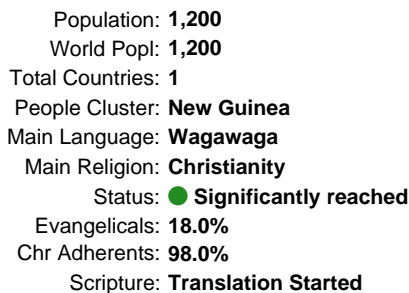 Population: 1,200
World Popl: 1,200
Total Countries: 1
People Cluster: New Guinea
Main Language: Wagawaga
Main Religion: Christianity
Status: Significantly reached
Evangelicals: 18.0%
Chr Adherents: 98.0%
Scripture: Translation Started